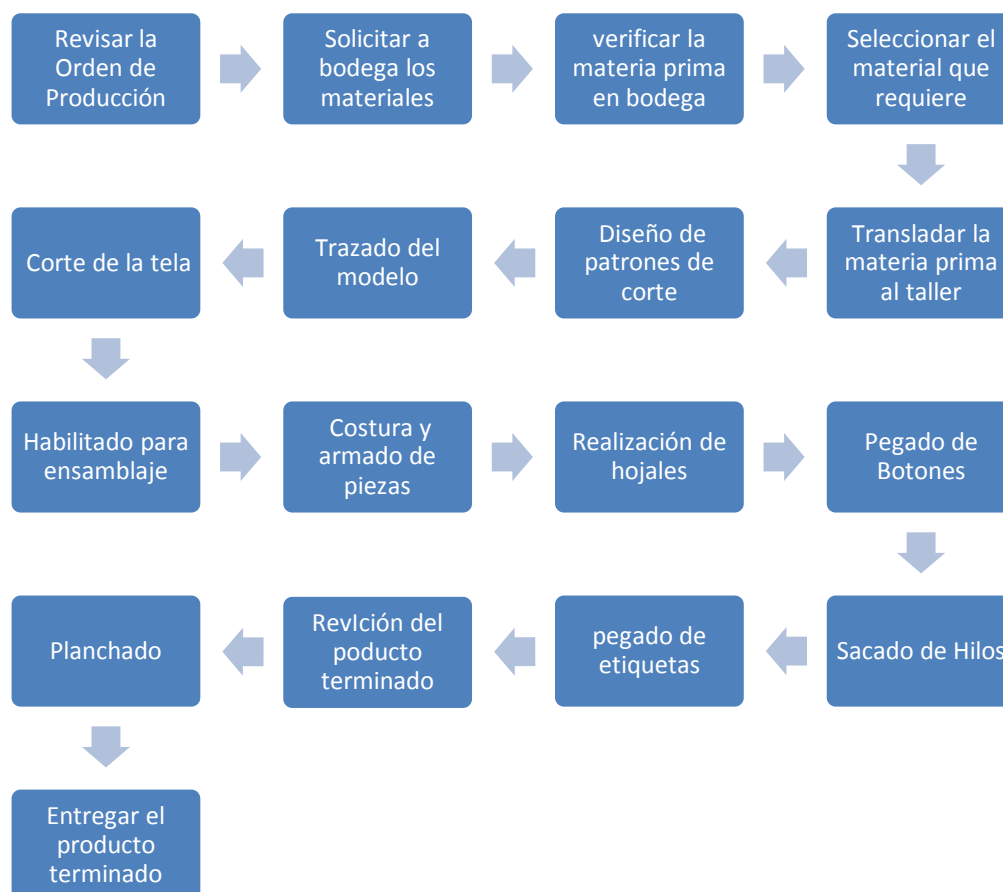 Revisar la
Orden de
Producción
Solicitar a
bodega los
materiales
verificar la
materia prima
en bodega
Seleccionar el
material que
requiere
Transladar la
materia prima
al taller
Diseño de
patrones de
corte
Trazado del
modelo
Corte de la tela
Habilitado para
ensamblaje
Costura y
armado de
piezas
Realización de
hojales
Pegado de
Botones
Sacado de Hilos
pegado de
etiquetas
RevIción del
poducto
terminado
Planchado
Entregar el
producto
terminado